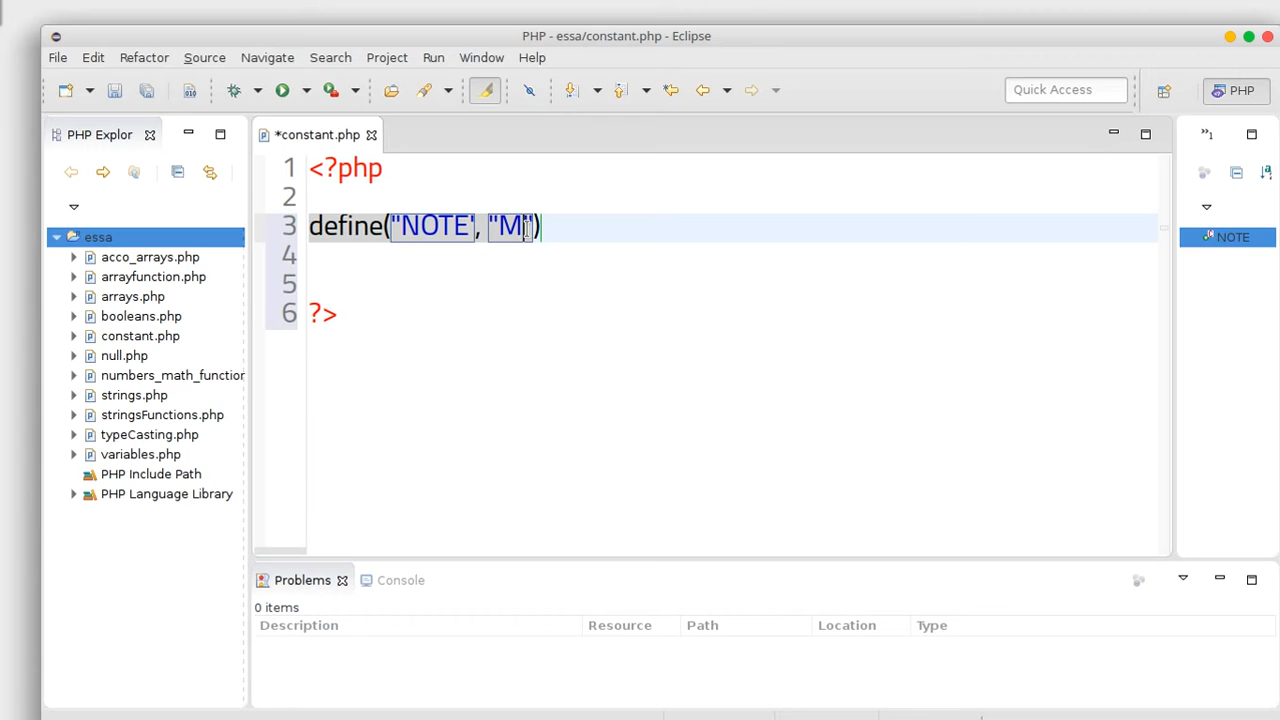 PHP - essa/constant.php - Eclipse
File Edit Refactor Source Navigate Search Project Run Window Help
010
Quick Access
PHP
PHP Explor
*constant.php
»1
1 <?php
2
3 define("NOTE", "M")
4
5
6 ?>
essa
acco_arrays.php
arrayfunction.php
arrays.php
booleans.php
constant.php
null.php
numbers_math_function
strings.php
stringsFunctions.php
typeCasting.php
variables.php
PHP Include Path
PHP Language Library
NOTE
Problems Console
0 items
Description Resource Path Location Type